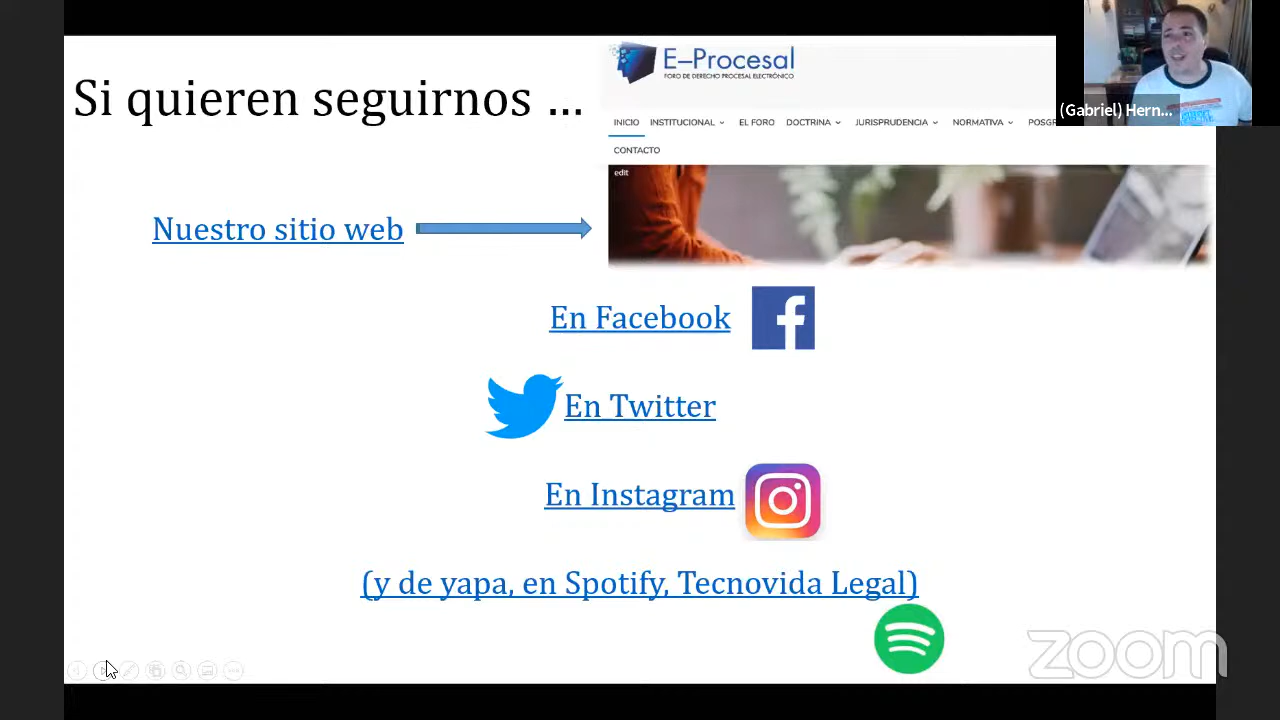 Si quieren seguirnos ...
E-Procesal
FORO DE DERECHO PROCESAL ELECTRÓNICO
INICIO INSTITUCIONAL EL FORO DOCTRINA JURISPRUDENCIA NORMATIVA POSGR
CONTACTO
edit
(Gabriel) Hern...
Nuestro sitio web
En Facebook
En Twitter
En Instagram
(y de yapa, en Spotify, Tecnovida Legal)
zoom